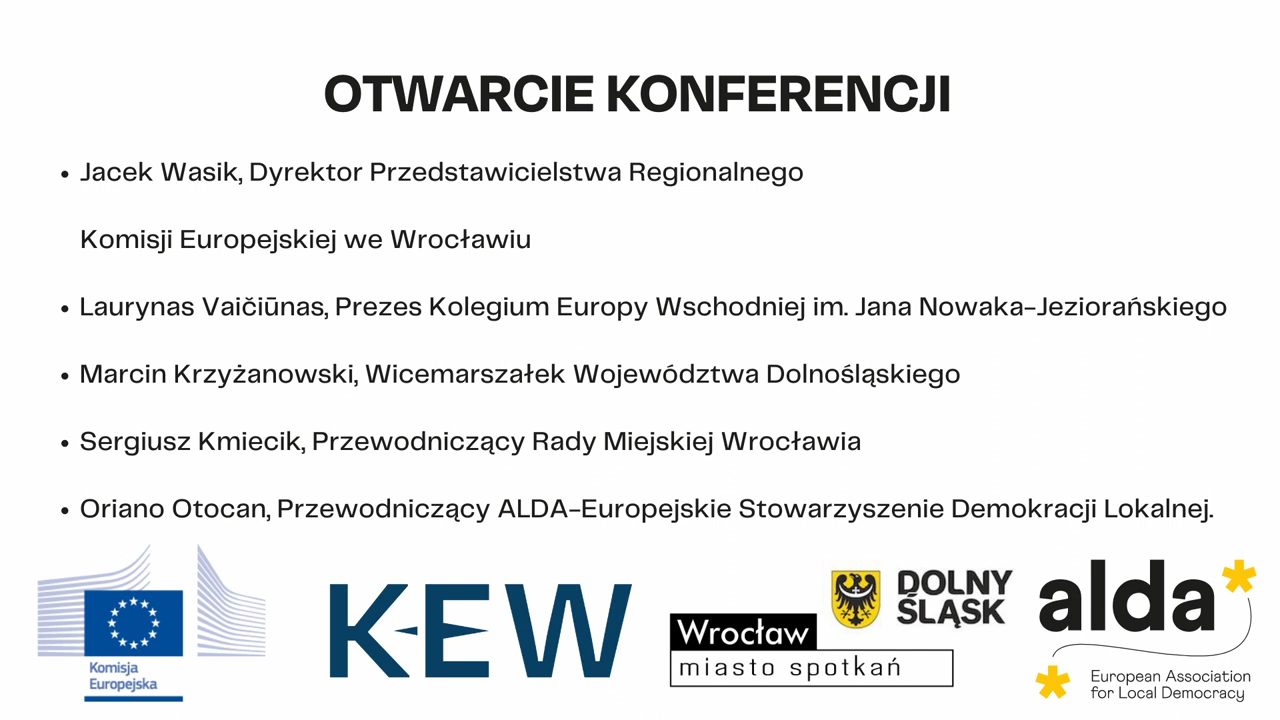 OTWARCIE KONFERENCJI
• Jacek Wasik, Dyrektor Przedstawicielstwa Regionalnego
Komisji Europejskiej we Wrocławiu
• Laurynas Vaičiūnas, Prezes Kolegium Europy Wschodniej im. Jana Nowaka-Jeziorańskiego
• Marcin Krzyżanowski, Wicemarszałek Województwa Dolnośląskiego
• Sergiusz Kmiecik, Przewodniczący Rady Miejskiej Wrocławia
• Oriano Otocan, Przewodniczący ALDA-Europejskie Stowarzyszenie Demokracji Lokalnej.
Komisja
Europejska
KEW
Wrocław
miasto spotkań
DOLNY
ŚLĄSK
alda*
European Association
for Local Democracy